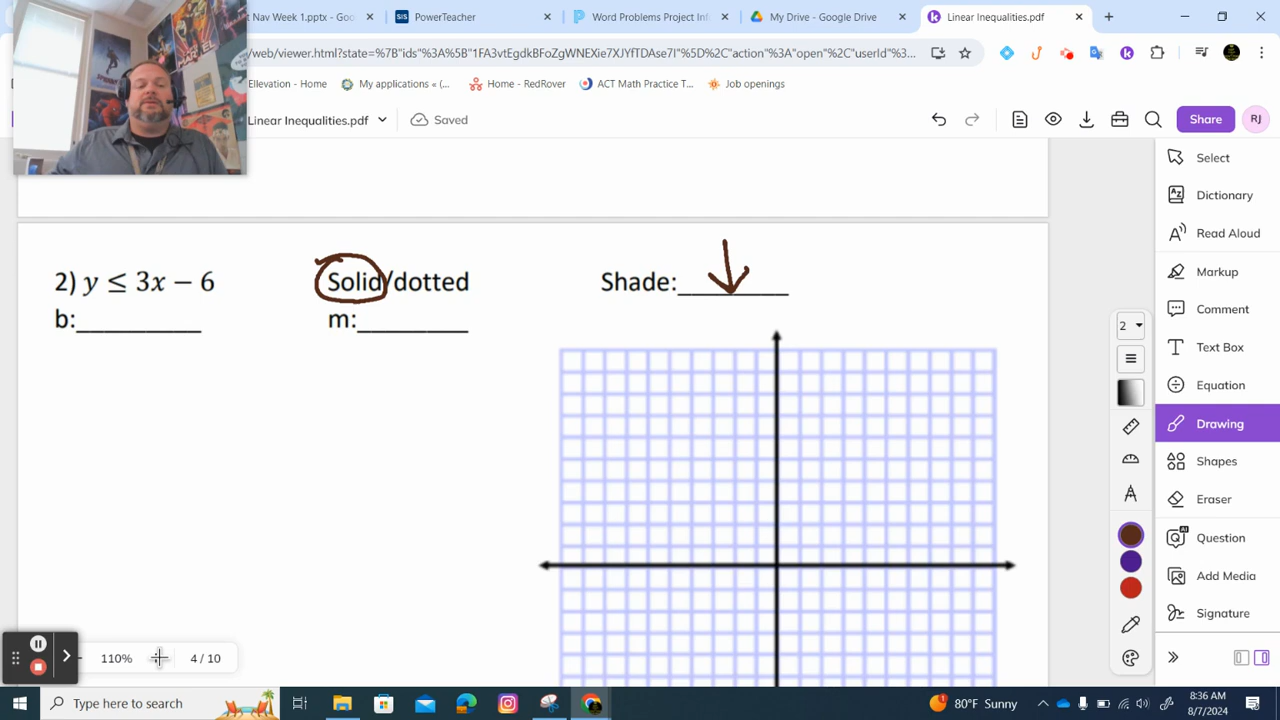 t Nav Week 1.pptx - Goo
SIS
PowerTeacher
Word Problems Project Inf
My Drive - Google Drive
Linear Inequalities.pdf
/web/viewer.html?state=%7B"ids"%3A%5B"1FA3vtEgdkBFoZgWNEXie7XJYfTDAse7I"%5D%2C"action"%3A"open"%2C"userId"%3...
Ellevation - Home
My applications « (...
Home - RedRover
ACT Math Practice T...
Job openings
Linear Inequalities.pdf
Saved
Share
RJ
2) y ≤ 3x − 6
Solid/dotted
Shade:________
b:_________
m:________
Select
Dictionary
Read Aloud
Markup
Comment
Text Box
Equation
Drawing
Shapes
Eraser
Question
Add Media
Signature
2
110%
4 / 10
Type here to search
80°F Sunny
8:36 AM
8/7/2024